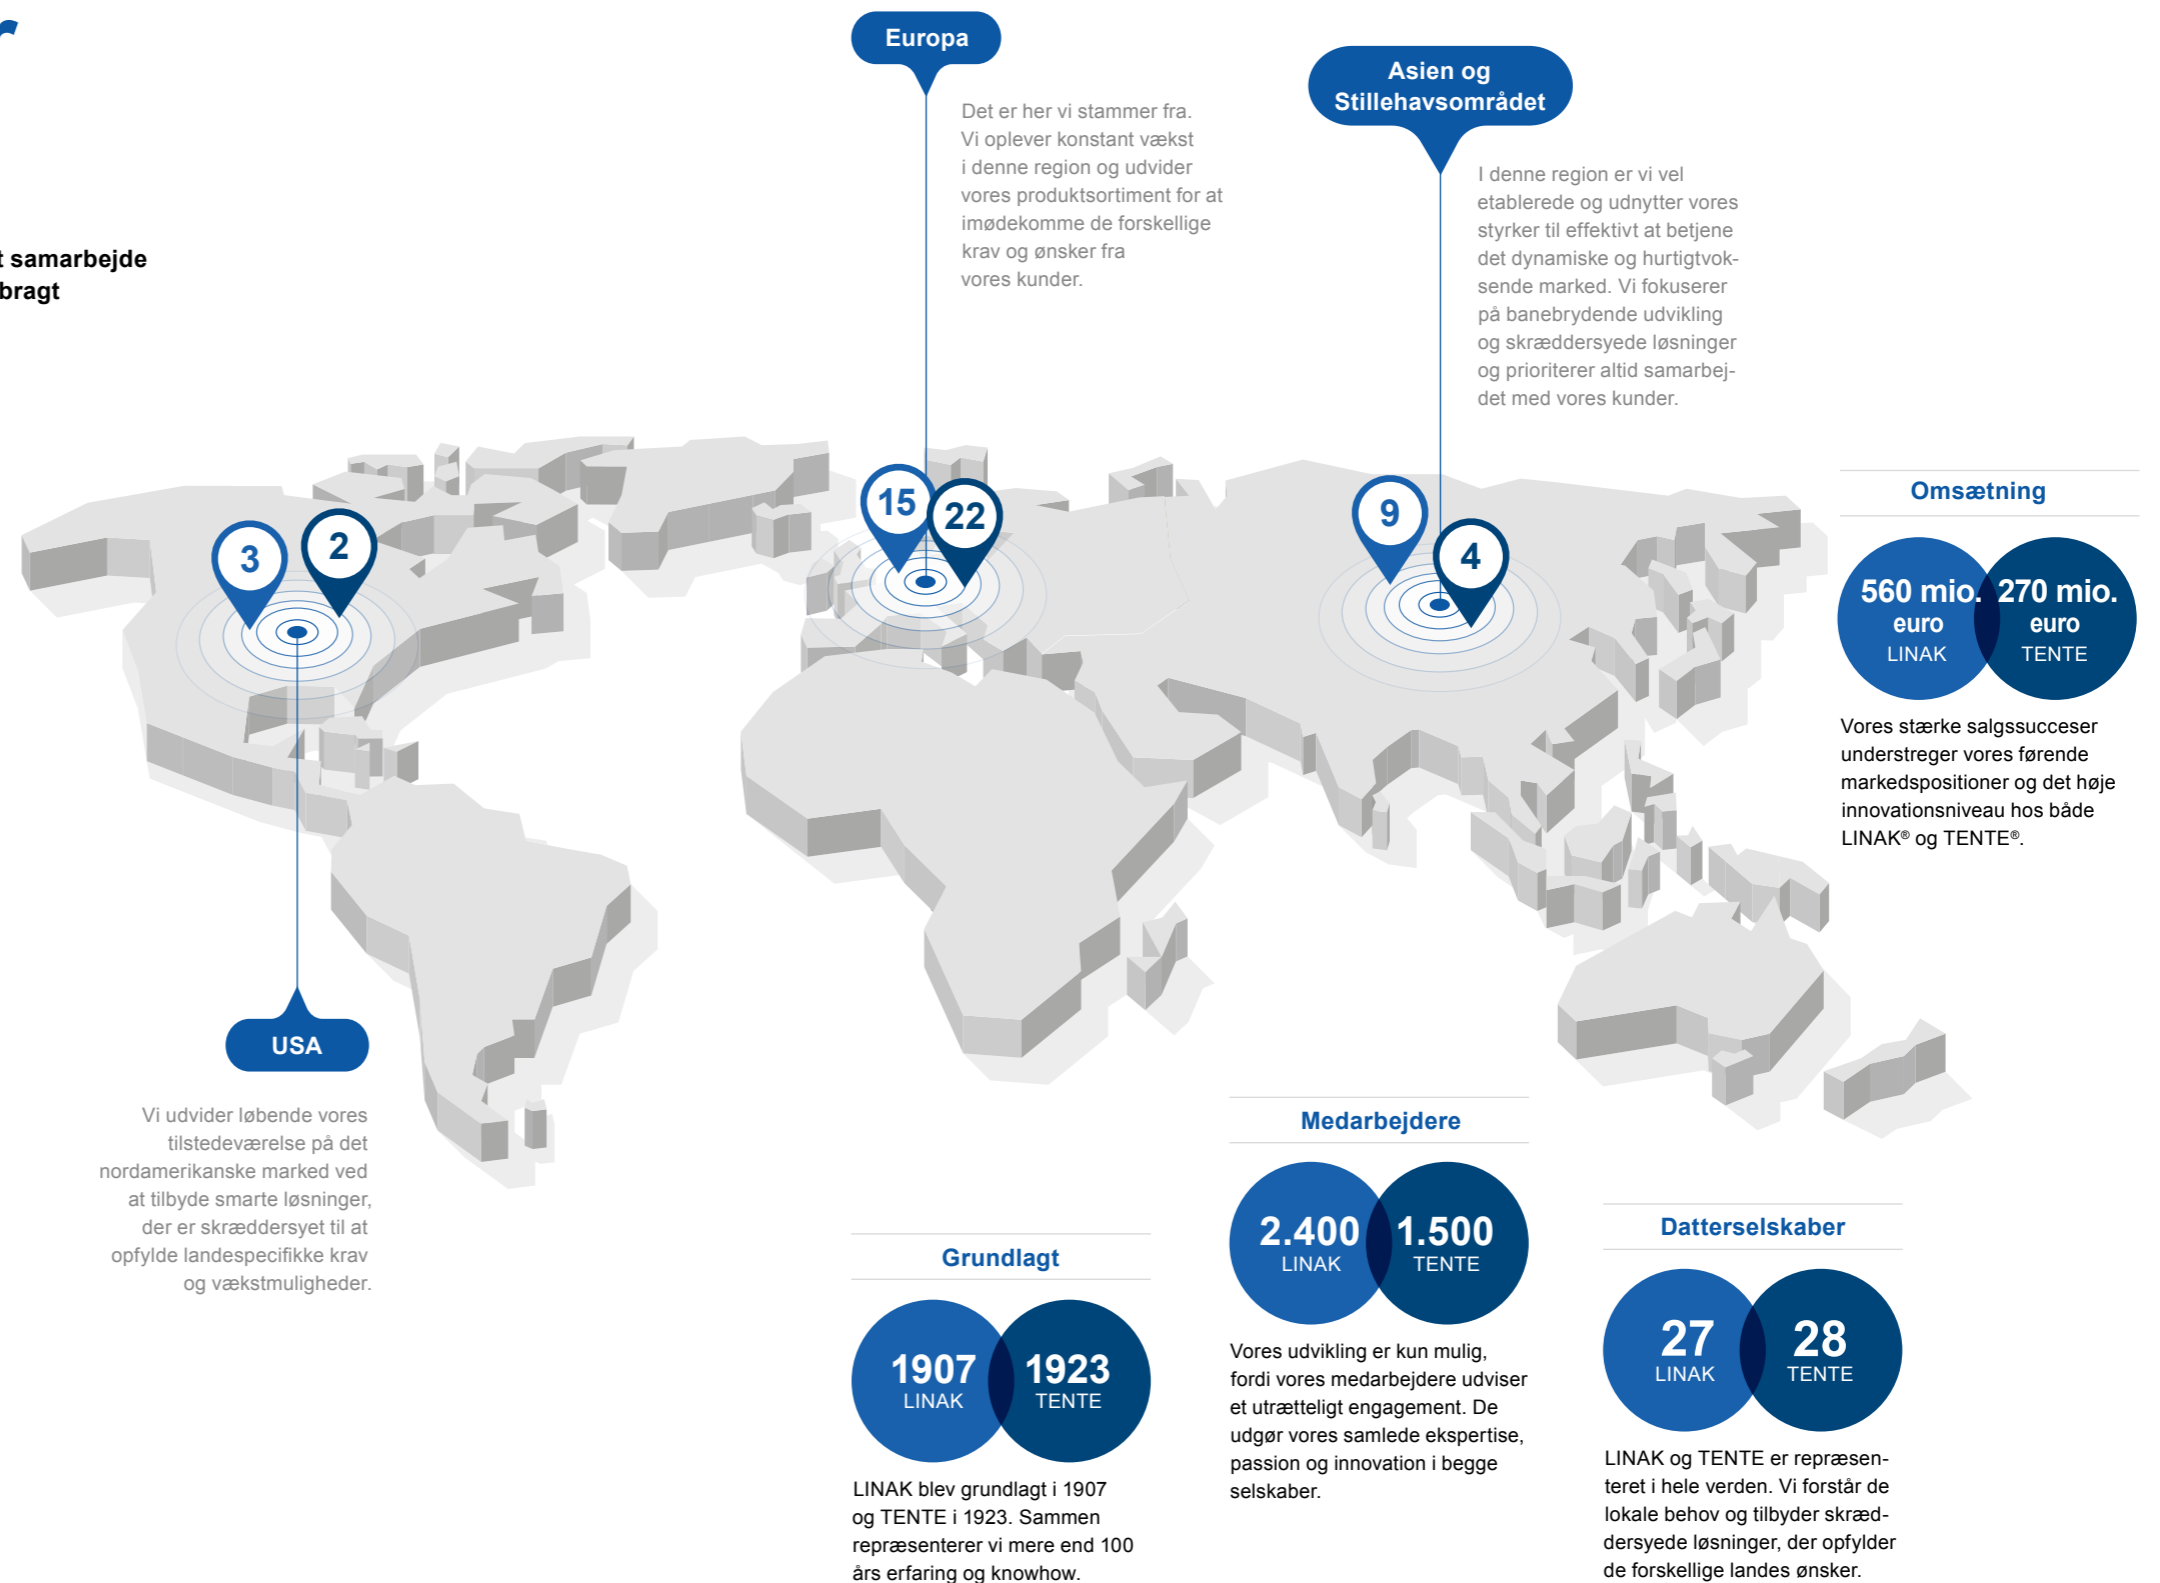 r
t samarbejde
bragt
Europa
Det er her vi stammer fra.
Vi oplever konstant vækst
i denne region og udvider
vores produktsortiment for at
imødekomme de forskellige
krav og ønsker fra
vores kunder.
Asien og
Stillehavsområdet
I denne region er vi vel
etablerede og udnytter vores
styrker til effektivt at betjene
det dynamiske og hurtigtvok-
sende marked. Vi fokuserer
på banebrydende udvikling
og skræddersyede løsninger
og prioriterer altid samarbej-
det med vores kunder.
3
2
15
22
9
4
Omsætning
560 mio.
euro
LINAK
270 mio.
euro
TENTE
Vores stærke salgssucceser
understreger vores førende
markedspositioner og det høje
innovationsniveau hos både
LINAK® og TENTE®.
USA
Vi udvider løbende vores
tilstedeværelse på det
nordamerikanske marked ved
at tilbyde smarte løsninger,
der er skræddersyet til at
opfylde landespecifikke krav
og vækstmuligheder.
Grundlagt
1907
LINAK
1923
TENTE
LINAK blev grundlagt i 1907
og TENTE i 1923. Sammen
repræsenterer vi mere end 100
års erfaring og knowhow.
Medarbejdere
2.400
LINAK
1.500
TENTE
Vores udvikling er kun mulig,
fordi vores medarbejdere udviser
et utrætteligt engagement. De
udgør vores samlede ekspertise,
passion og innovation i begge
selskaber.
Datterselskaber
27
LINAK
28
TENTE
LINAK og TENTE er repræsen-
teret i hele verden. Vi forstår de
lokale behov og tilbyder skræd-
dersyede løsninger, der opfylder
de forskellige landes ønsker.